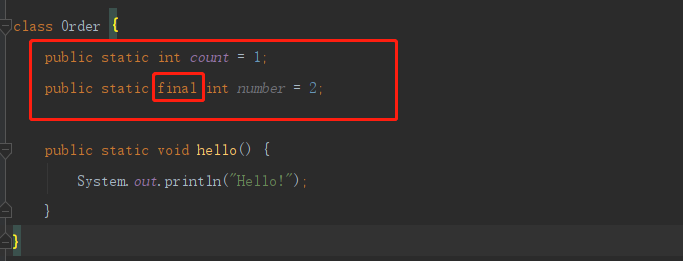 class Order {
public static int count = 1;
public static final int number = 2;
public static void hello() {
System.out.println("Hello!");
}
}